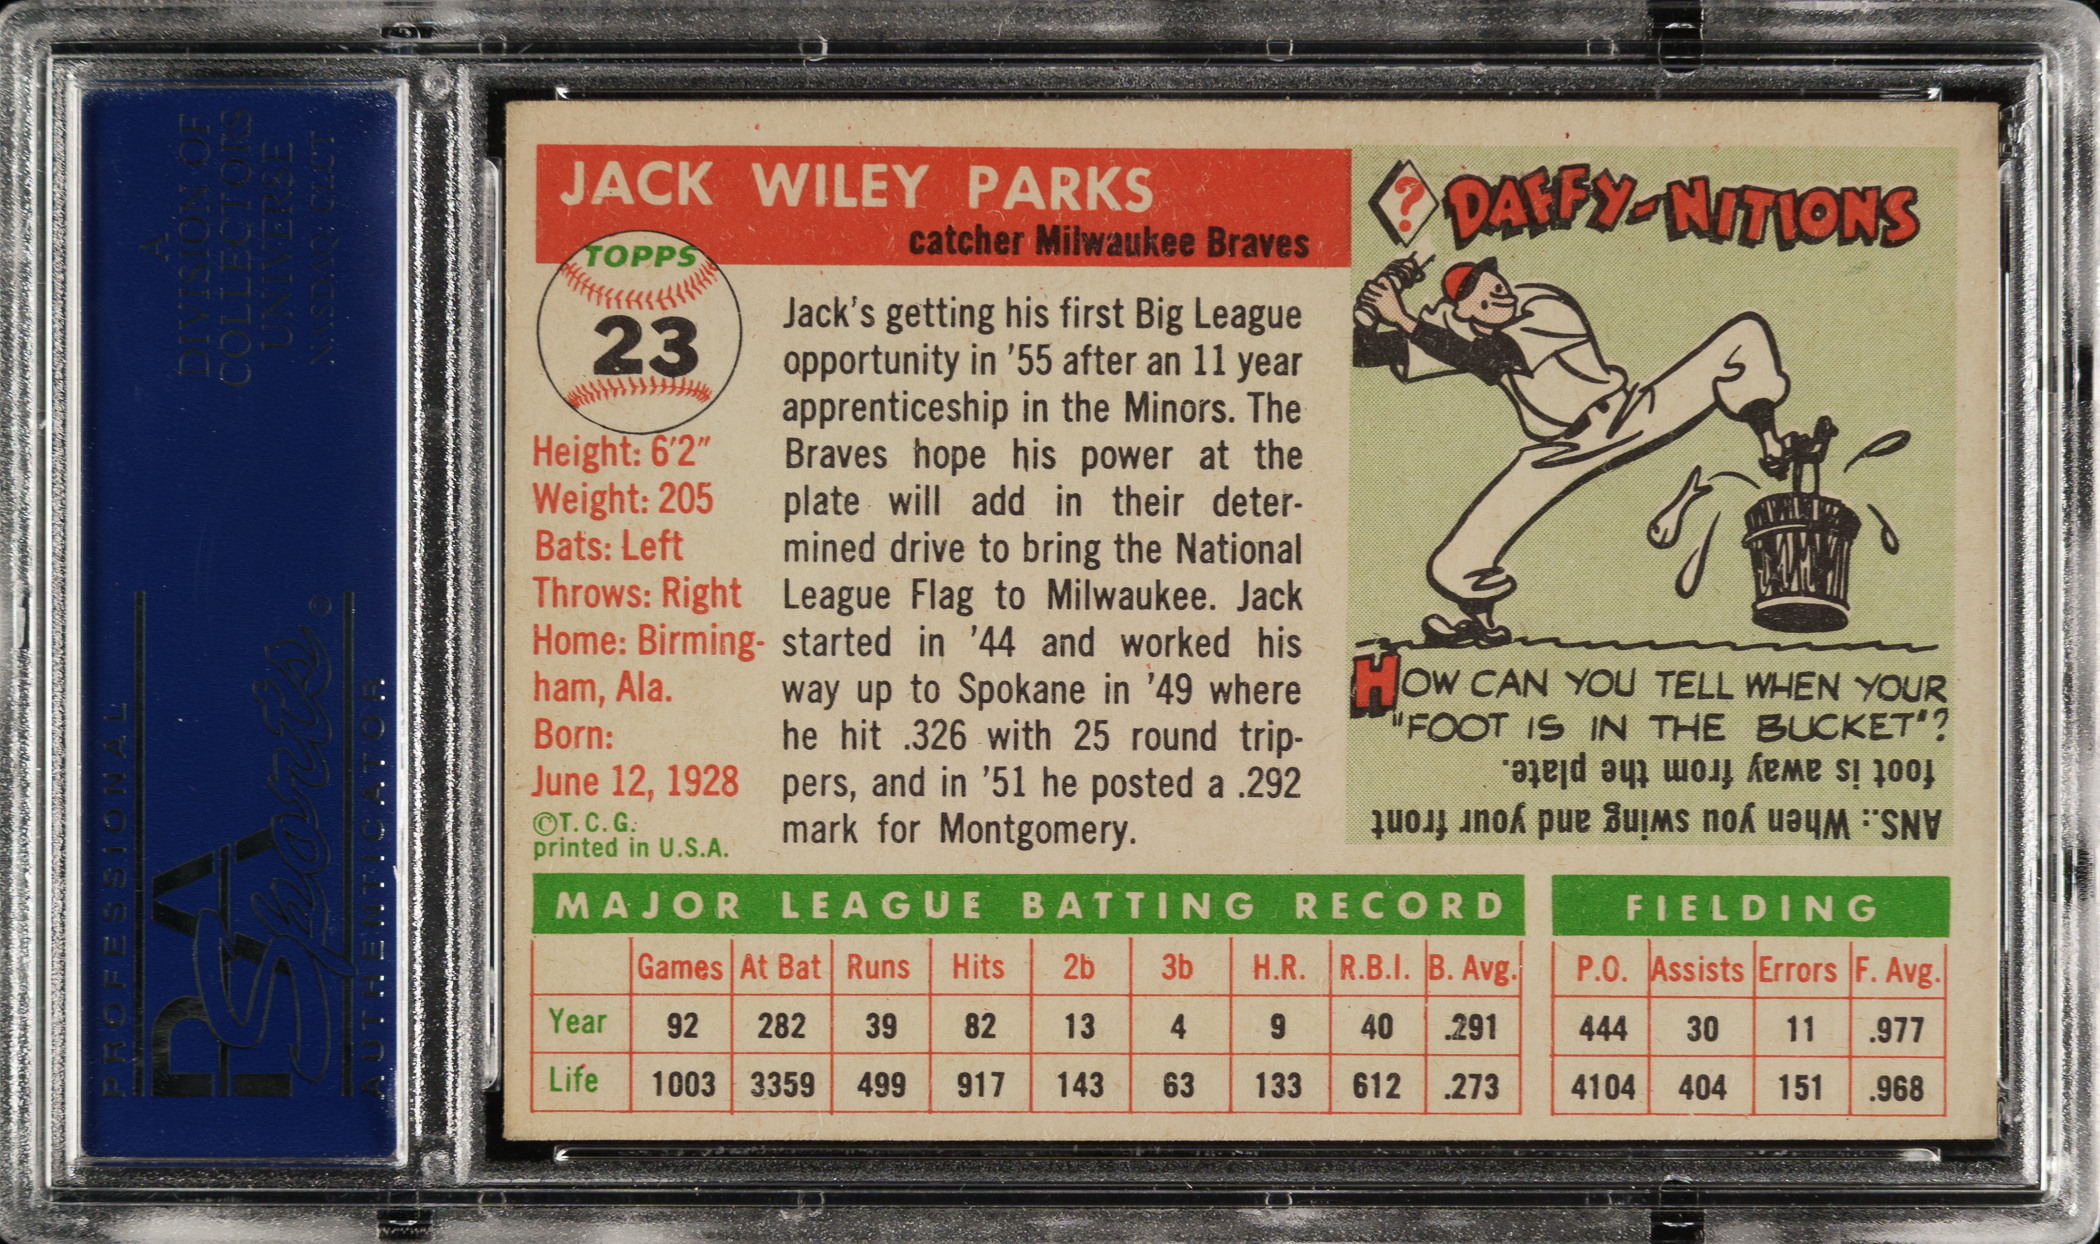 A
DIVISION OF
COLLECTORS
UNIVERSE
NASDAQ: CLCT
PROFESSIONAL
PSA
Sports
©
AUTHENTICATOR
JACK WILEY PARKS
catcher Milwaukee Braves
TOPPS
23
Height: 6'2"
Weight: 205
Bats: Left
Throws: Right
Home: Birming-
ham, Ala.
Born:
June 12, 1928
©T. C. G.
printed in U.S.A.
Jack's getting his first Big League
opportunity in '55 after an 11 year
apprenticeship in the Minors. The
Braves hope his power at the
plate will add in their deter-
mined drive to bring the National
League Flag to Milwaukee. Jack
started in '44 and worked his
way up to Spokane in '49 where
he hit .326 with 25 round trip-
pers, and in '51 he posted a .292
mark for Montgomery.
?
DAFFY-NITIONS
HOW CAN YOU TELL WHEN YOUR
"FOOT IS IN THE BUCKET"?
ANS.: When you swing and your front
foot is away from the plate.
MAJOR LEAGUE BATTING RECORD
Games At Bat Runs Hits 2b 3b H.R. R.B.I. B. Avg.
Year 92 282 39 82 13 4 9 40 .291
Life 1003 3359 499 917 143 63 133 612 .273
FIELDING
P.O. Assists Errors F. Avg.
444 30 11 .977
4104 404 151 .968